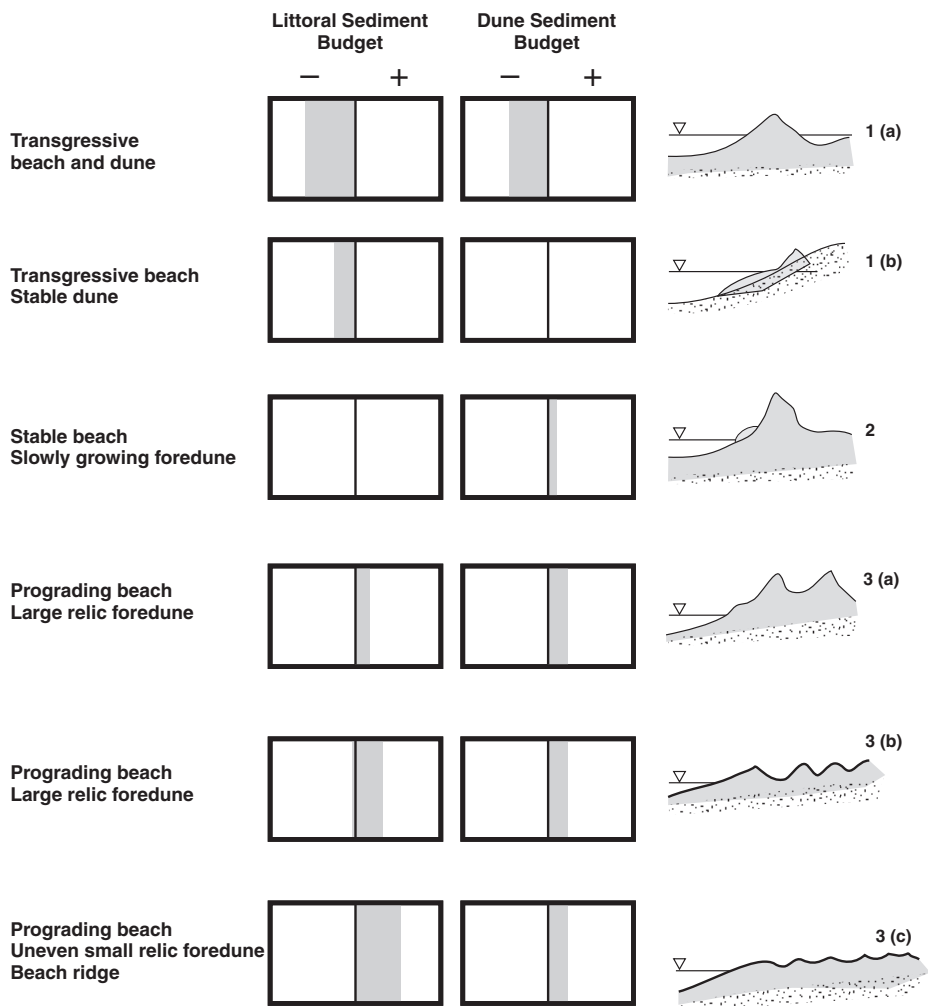 Littoral Sediment
Budget
Dune Sediment
Budget
− +
− +
Transgressive
beach and dune
1 (a)
Transgressive beach
Stable dune
1 (b)
Stable beach
Slowly growing foredune
2
Prograding beach
Large relic foredune
3 (a)
Prograding beach
Large relic foredune
3 (b)
Prograding beach
Uneven small relic foredune
Beach ridge
3 (c)